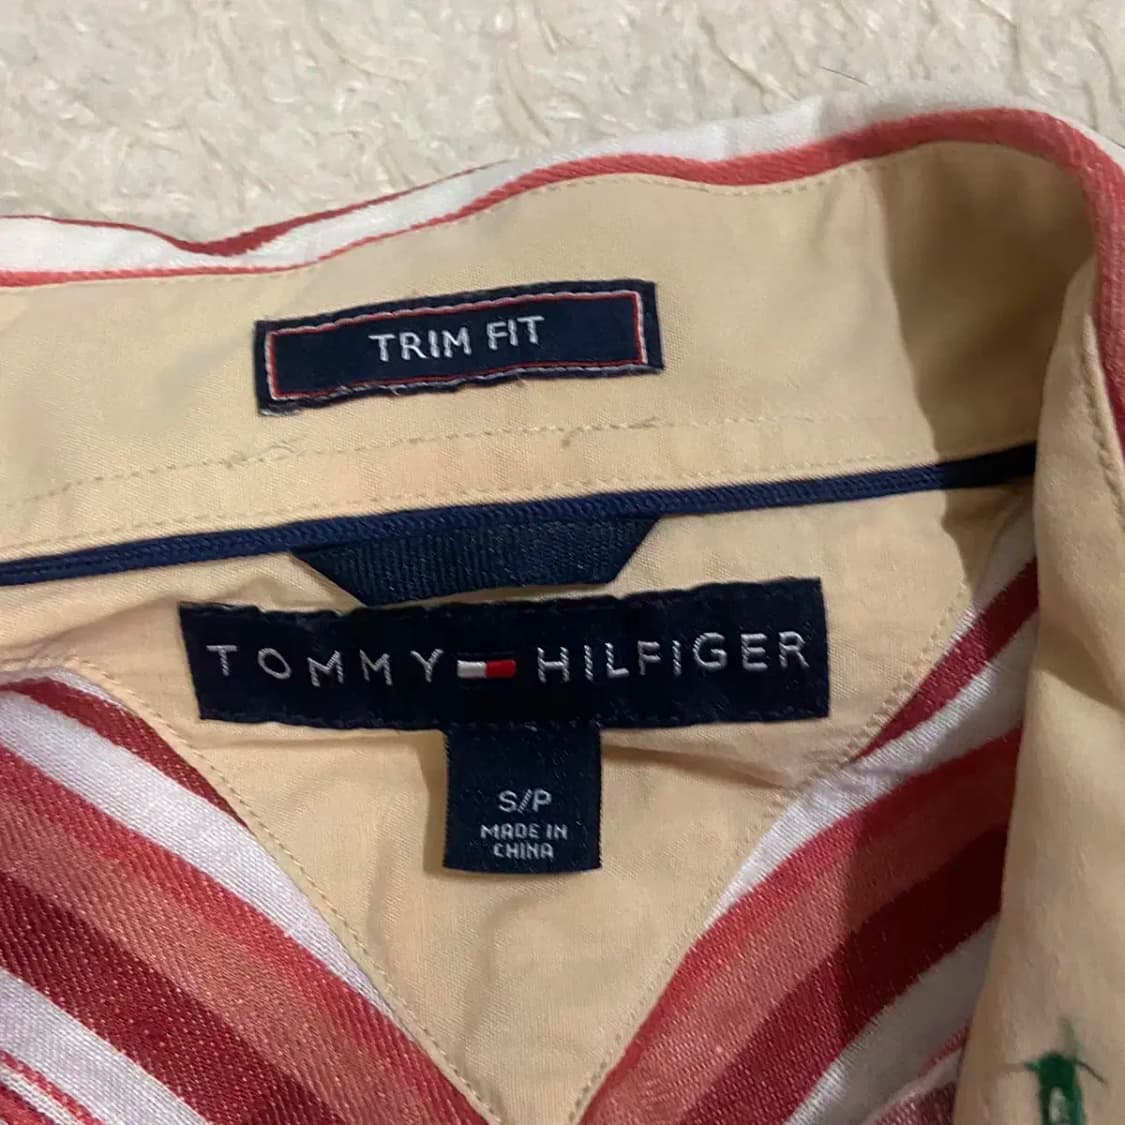 TRIM FIT
TOMMY HILFIGER
S/P
MADE IN
CHINA